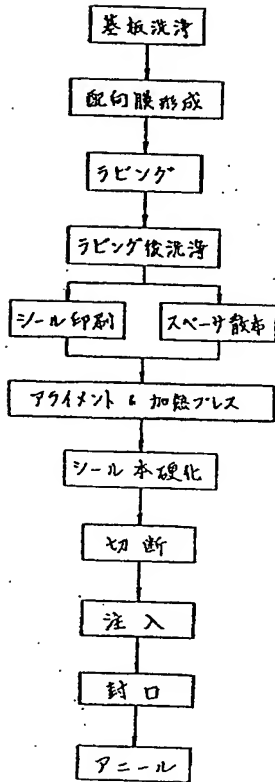 基板洗浄
配向膜形成
ラビング
ラビング後洗浄
シール印刷
スペーサ散布
アライメント & 加熱プレス
シール本硬化
切断
注入
封口
アニール